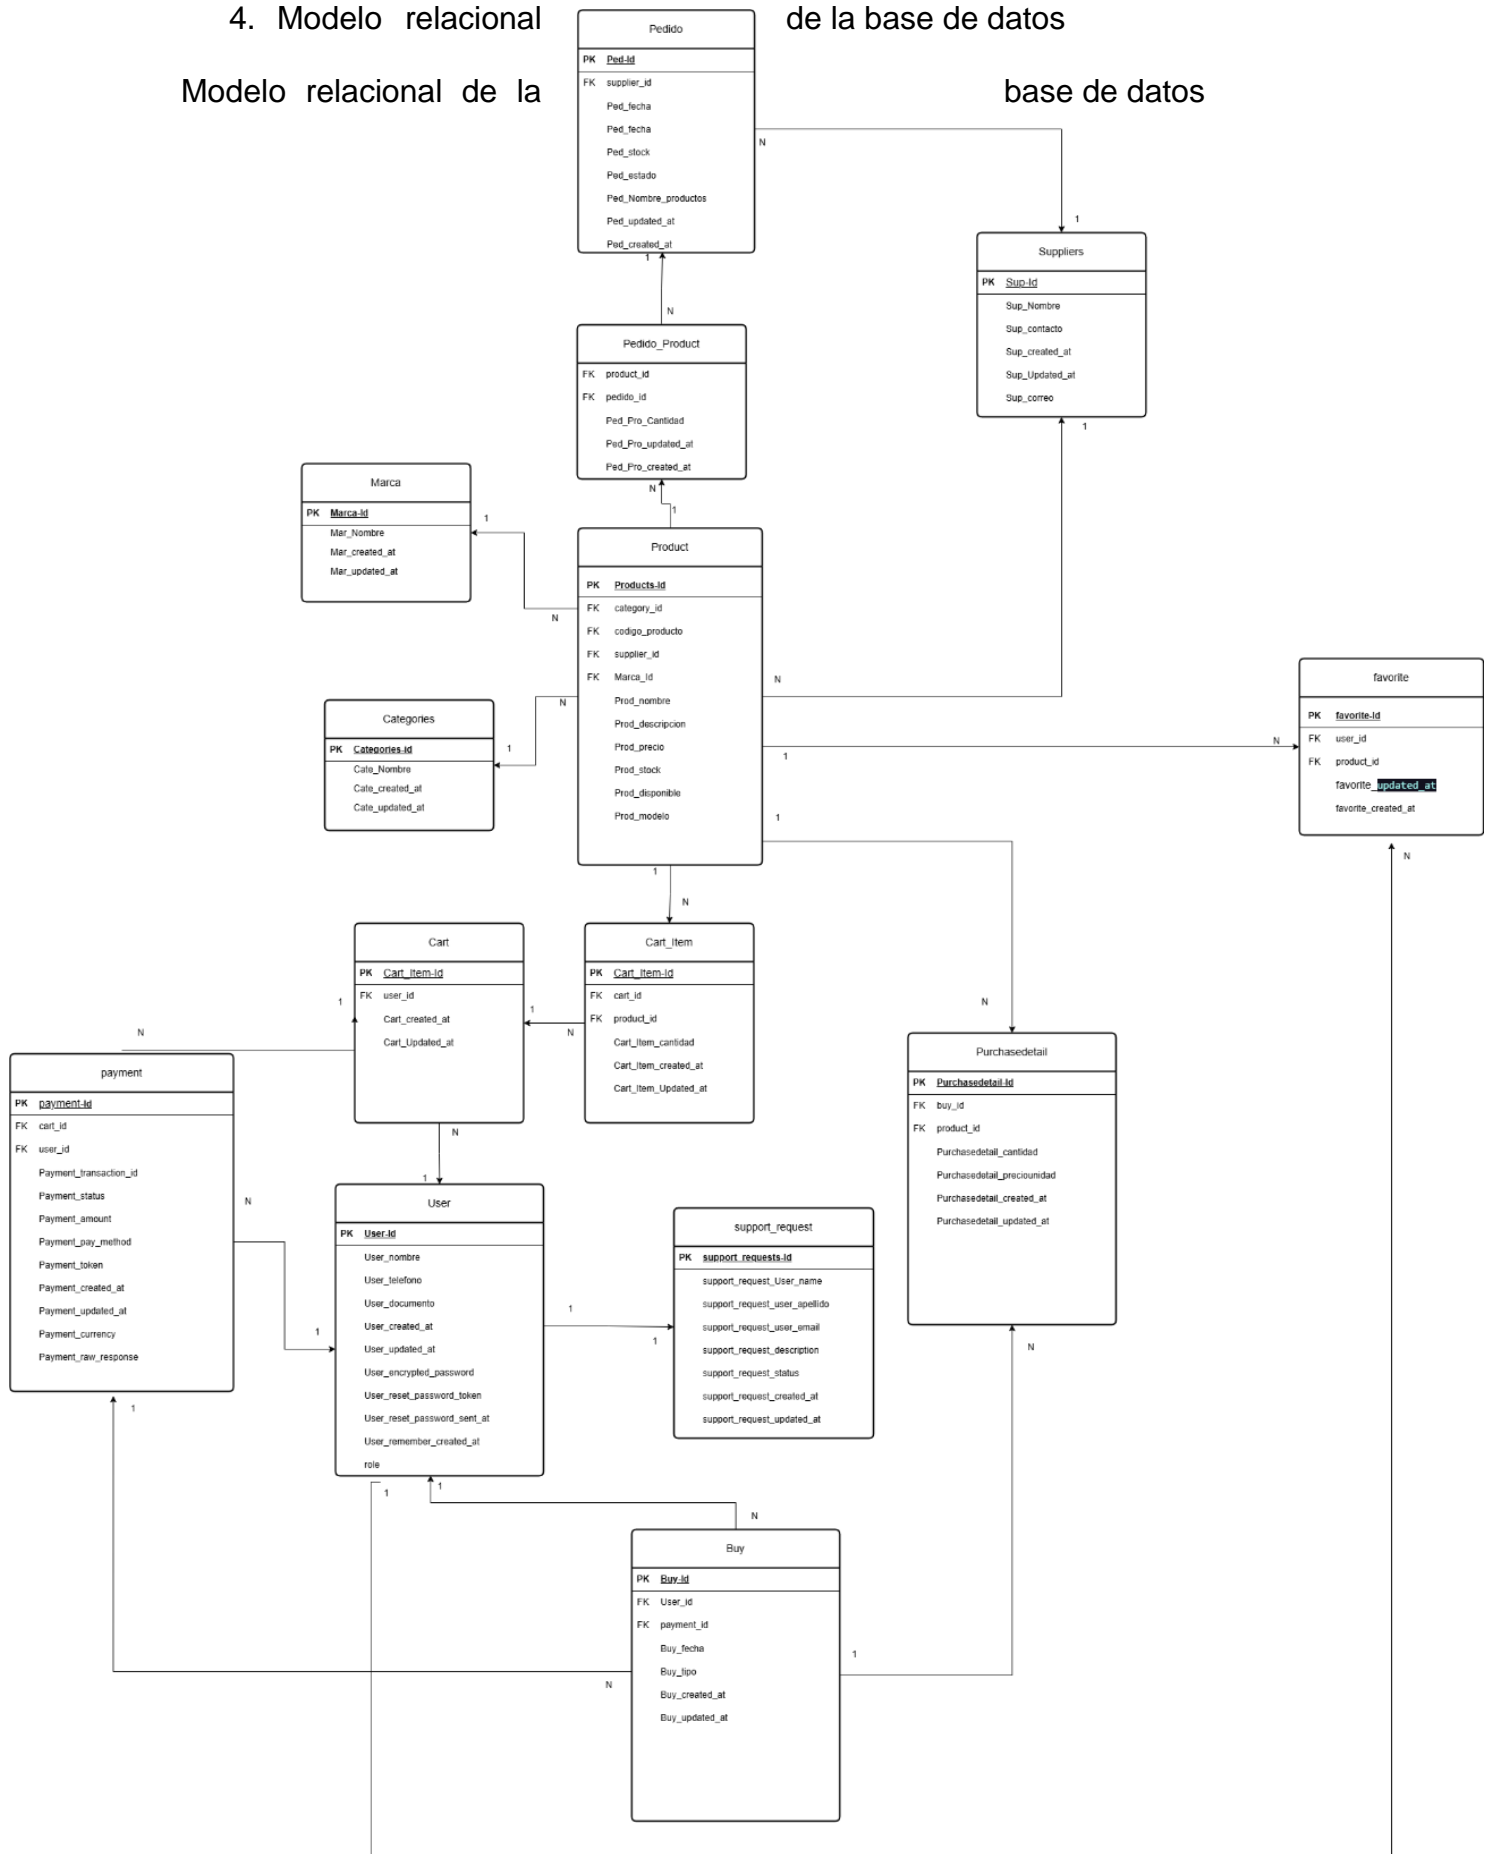 4. Modelo relacional de la base de datos
Modelo relacional de la base de datos
Pedido
PK Ped-Id
FK supplier_id
Ped_fecha
Ped_fecha
Ped_stock
Ped_estado
Ped_Nombre_productos
Ped_updated_at
Ped_created_at
N
1
1
N
Suppliers
PK Sup-Id
Sup_Nombre
Sup_contacto
Sup_created_at
Sup_Updated_at
Sup_correo
1
Pedido_Product
FK product_id
FK pedido_id
Ped_Pro_Cantidad
Ped_Pro_updated_at
Ped_Pro_created_at
N
1
Marca
PK Marca-Id
Mar_Nombre
Mar_created_at
Mar_updated_at
1
N
Product
PK Products-Id
FK category_id
FK codigo_producto
FK supplier_id
FK Marca_Id
Prod_nombre
Prod_descripcion
Prod_precio
Prod_stock
Prod_disponible
Prod_modelo
N
N
1
N
1
1
Categories
PK Categories-id
Cate_Nombre
Cate_created_at
Cate_updated_at
1
favorite
PK favorite-Id
FK user_id
FK product_id
favorite_updated_at
favorite_created_at
N
1
N
Cart
PK Cart_Item-Id
FK user_id
Cart_created_at
Cart_Updated_at
1
1
N
Cart_Item
PK Cart_Item-Id
FK cart_id
FK product_id
Cart_Item_cantidad
Cart_Item_created_at
Cart_Item_Updated_at
N
Purchasedetail
PK Purchasedetail-Id
FK buy_id
FK product_id
Purchasedetail_cantidad
Purchasedetail_preciounidad
Purchasedetail_created_at
Purchasedetail_updated_at
N
N
payment
PK payment-Id
FK cart_id
FK user_id
Payment_transaction_id
Payment_status
Payment_amount
Payment_pay_method
Payment_token
Payment_created_at
Payment_updated_at
Payment_currency
Payment_raw_response
N
1
1
N
1
User
PK User-Id
User_nombre
User_telefono
User_documento
User_created_at
User_updated_at
User_encrypted_password
User_reset_password_token
User_reset_password_sent_at
User_remember_created_at
role
1
1
support_request
PK support_requests-Id
support_request_User_name
support_request_user_apellido
support_request_user_email
support_request_description
support_request_status
support_request_created_at
support_request_updated_at
1
1
N
Buy
PK Buy-Id
FK User_id
FK payment_id
Buy_fecha
Buy_tipo
Buy_created_at
Buy_updated_at
N
1